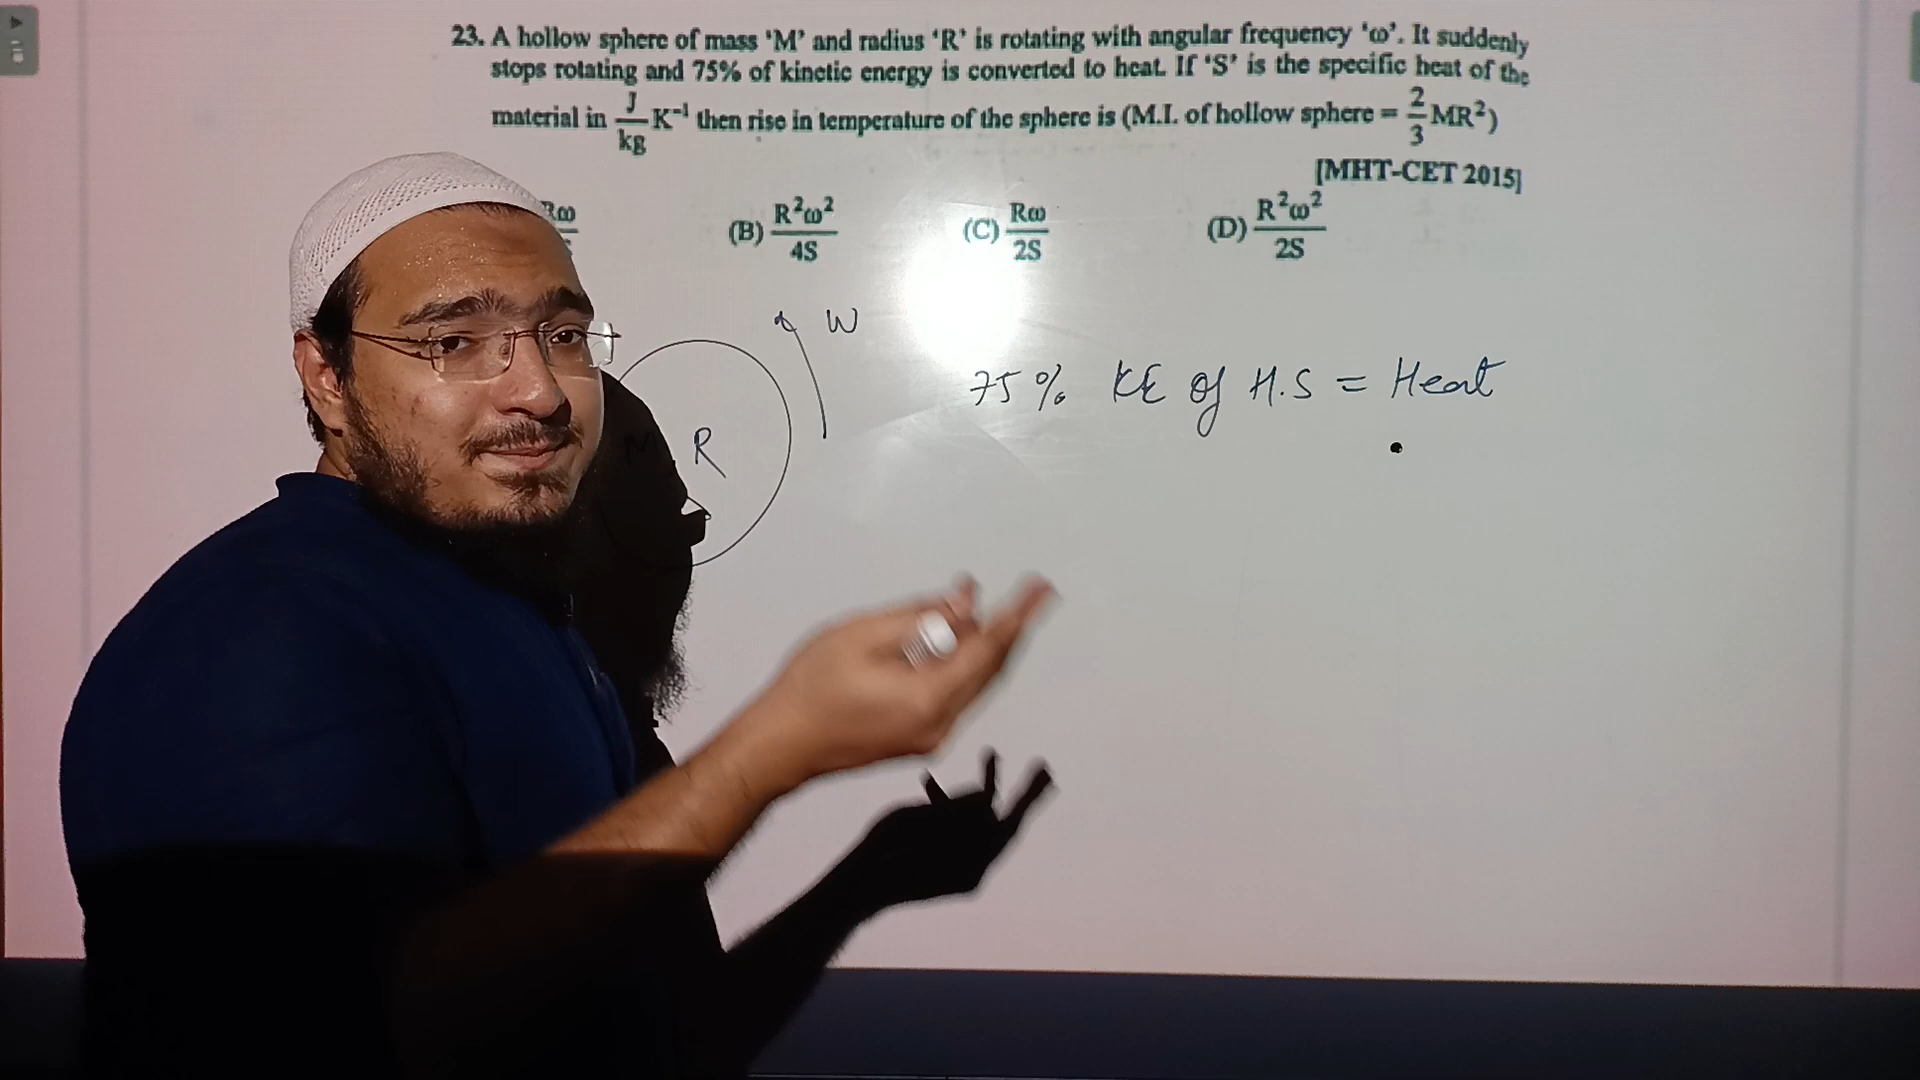 23. A hollow sphere of mass ‘M’ and radius ‘R’ is rotating with angular frequency ‘ω’. It suddenly
stops rotating and 75% of kinetic energy is converted to heat. If ‘S’ is the specific heat of the
material in J/kg K⁻¹ then rise in temperature of the sphere is (M.I. of hollow sphere = 2/3 MR²)
[MHT-CET 2015]
Rω (B) R²ω²/4S (C) Rω/2S (D) R²ω²/2S
W
75% KE of H.S = Heat
M R